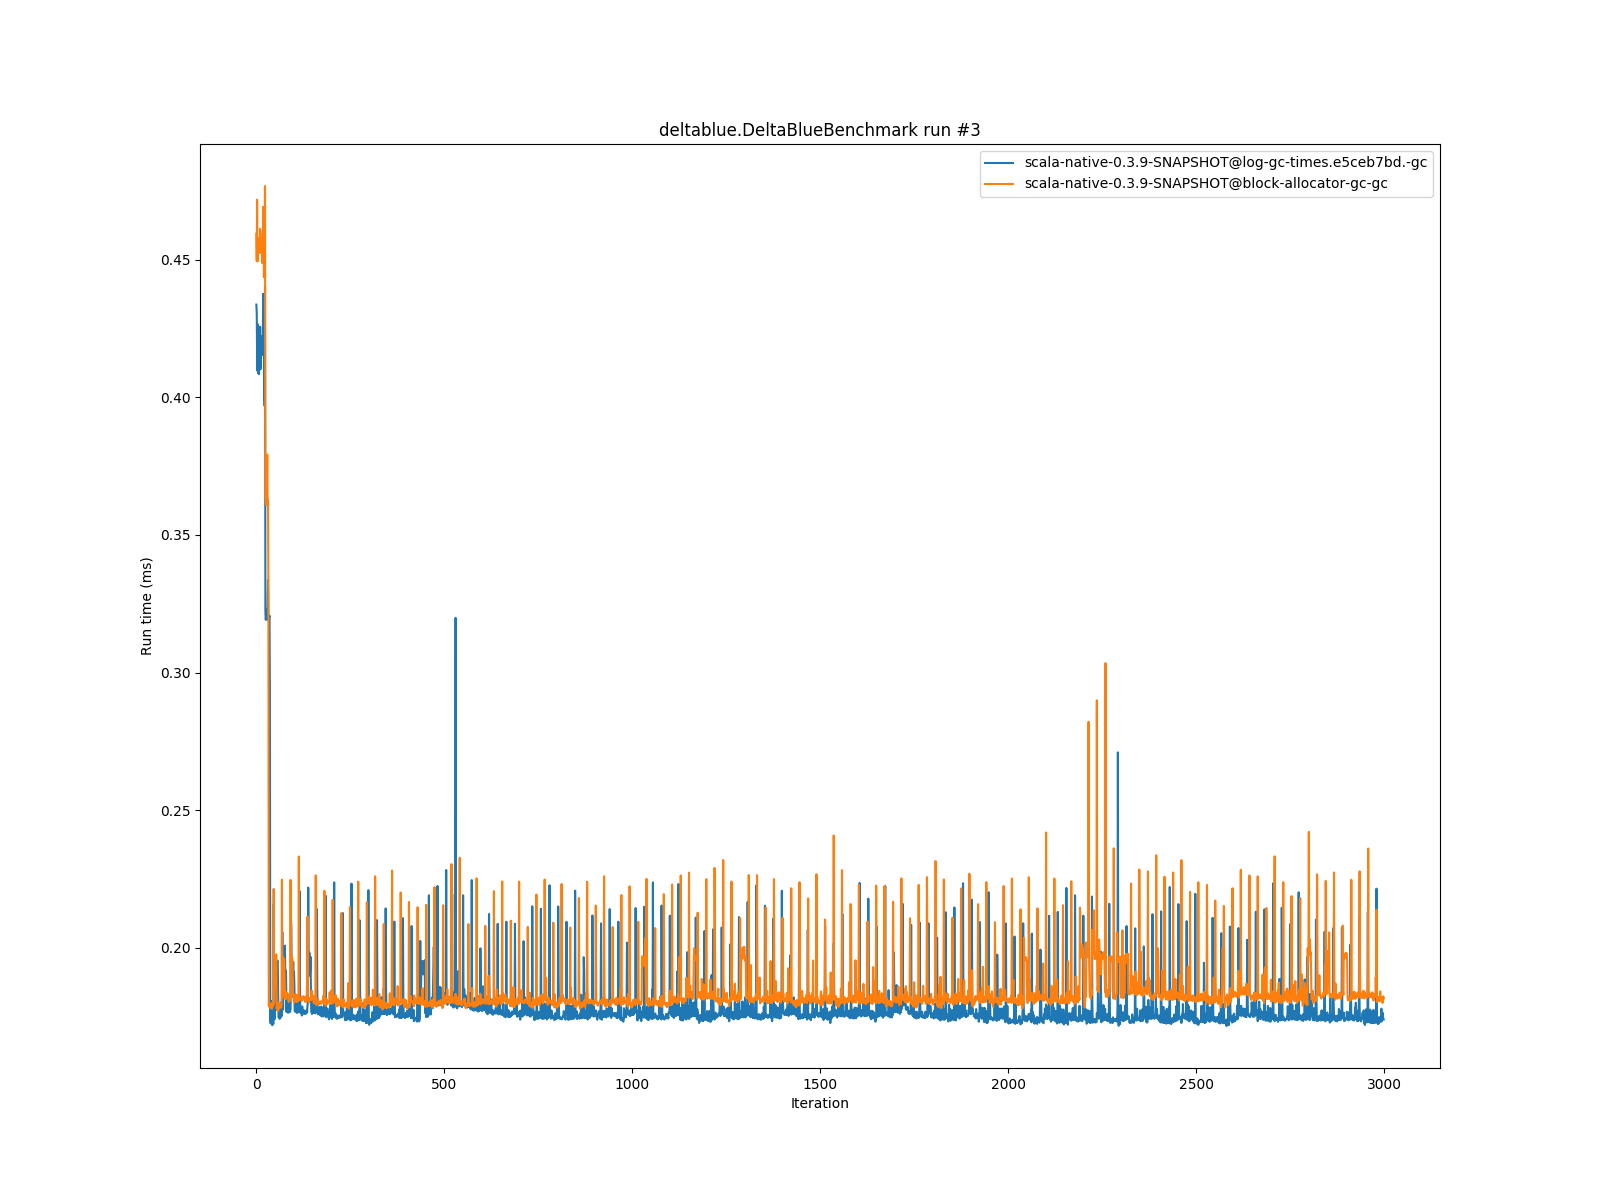 deltablue.DeltaBlueBenchmark run #3
scala-native-0.3.9-SNAPSHOT@log-gc-times.e5ceb7bd.-gc
scala-native-0.3.9-SNAPSHOT@block-allocator-gc-gc
Run time (ms)
0.45
0.40
0.35
0.30
0.25
0.20
0
500
1000
1500
2000
2500
3000
Iteration